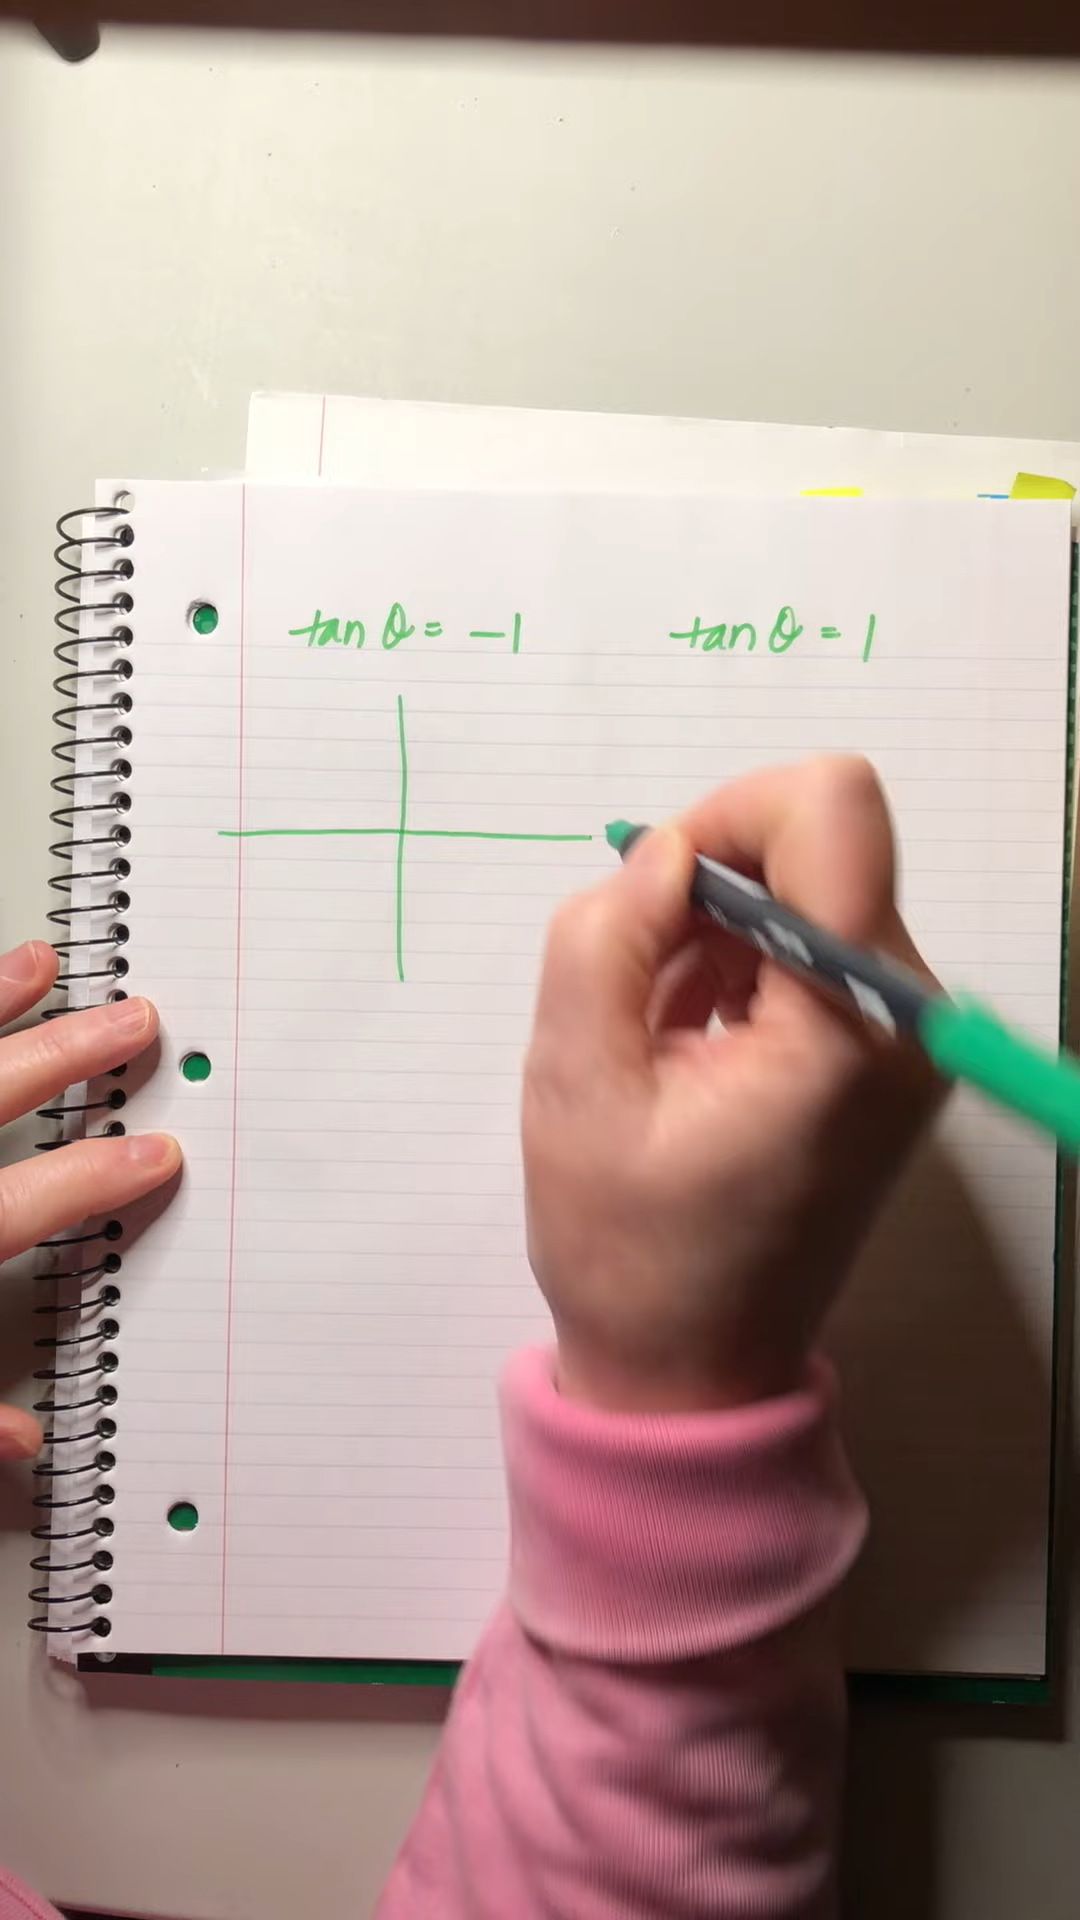 tan θ = -1 tan θ = 1